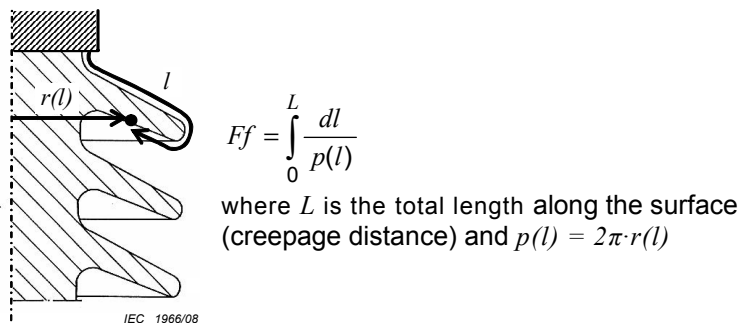 l
r(l)
Ff = ∫₀ᴸ dl / p(l)
where L is the total length along the surface
(creepage distance) and p(l) = 2π·r(l)
IEC 1966/08